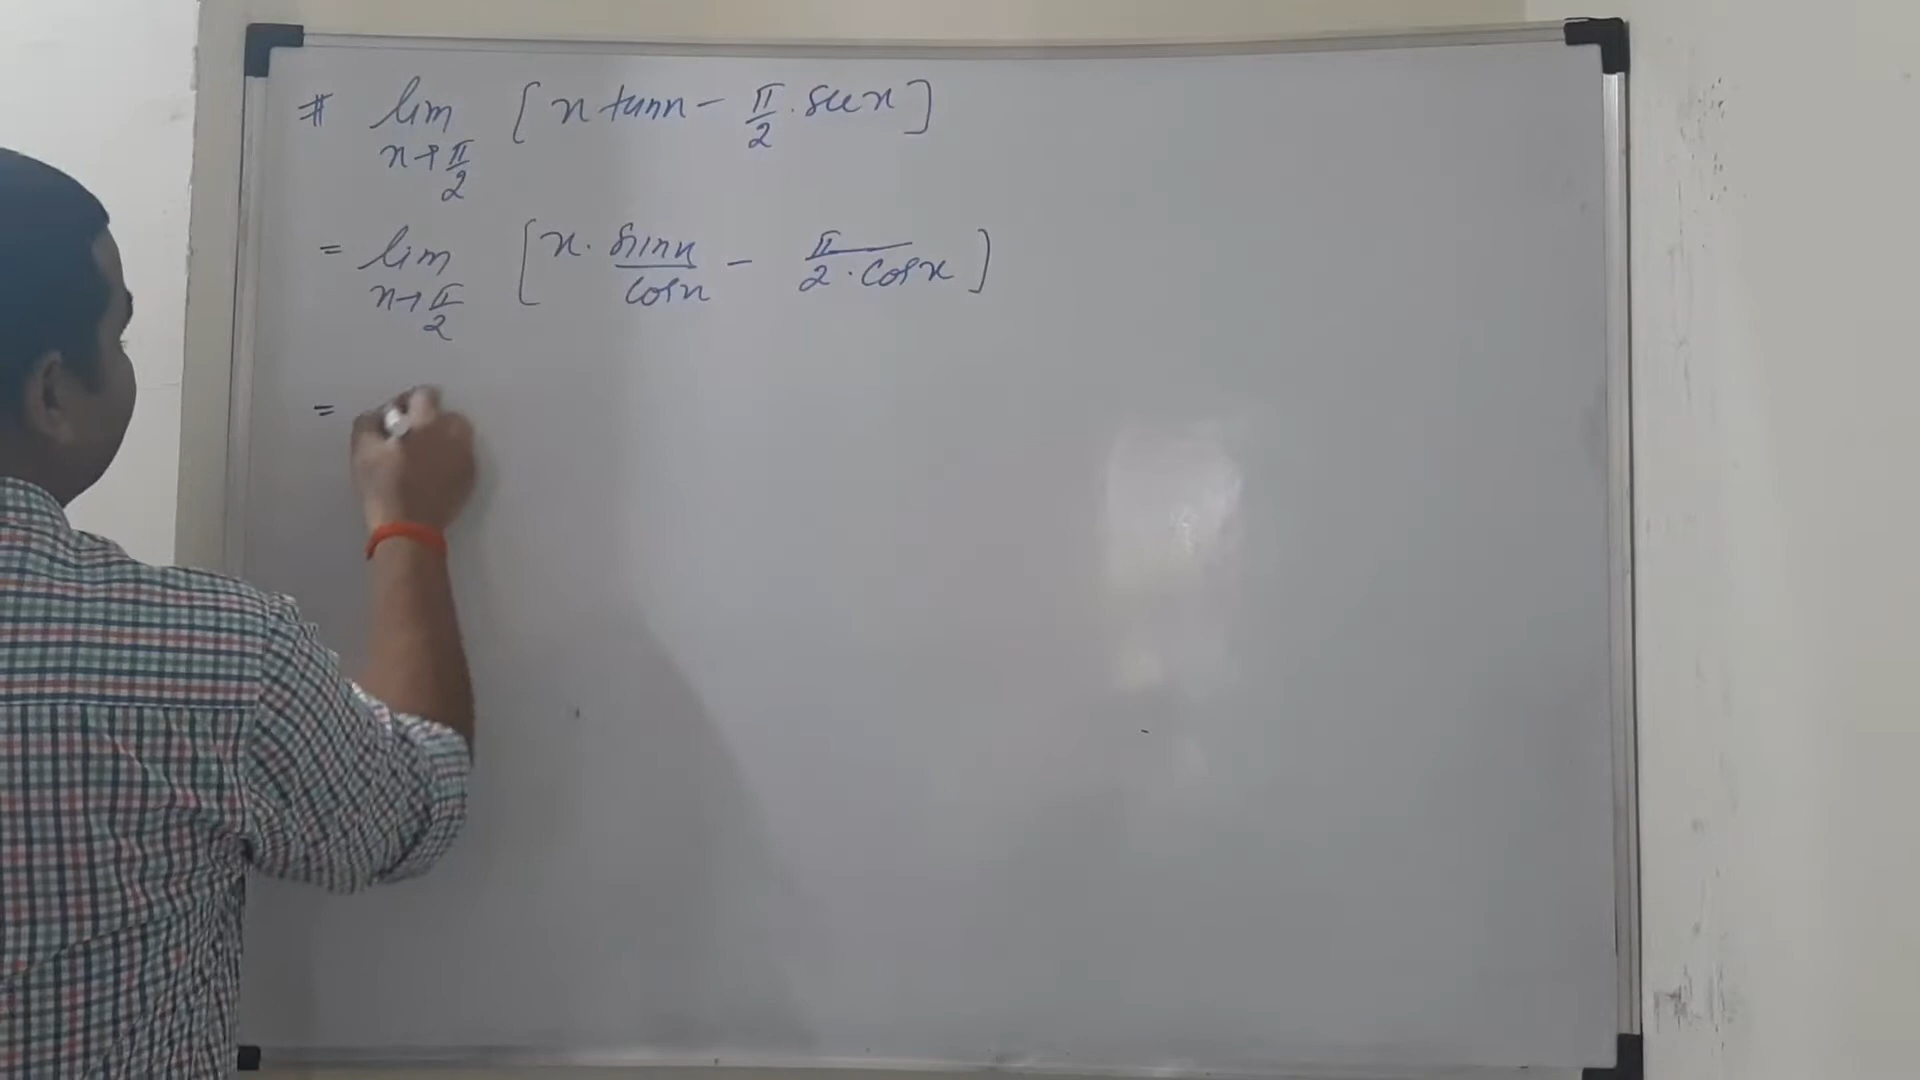 # lim x→π/2 [x tanx - π/2 . secx]
= lim x→π/2 [x. sinx/cosx - π/2.cosx]
=